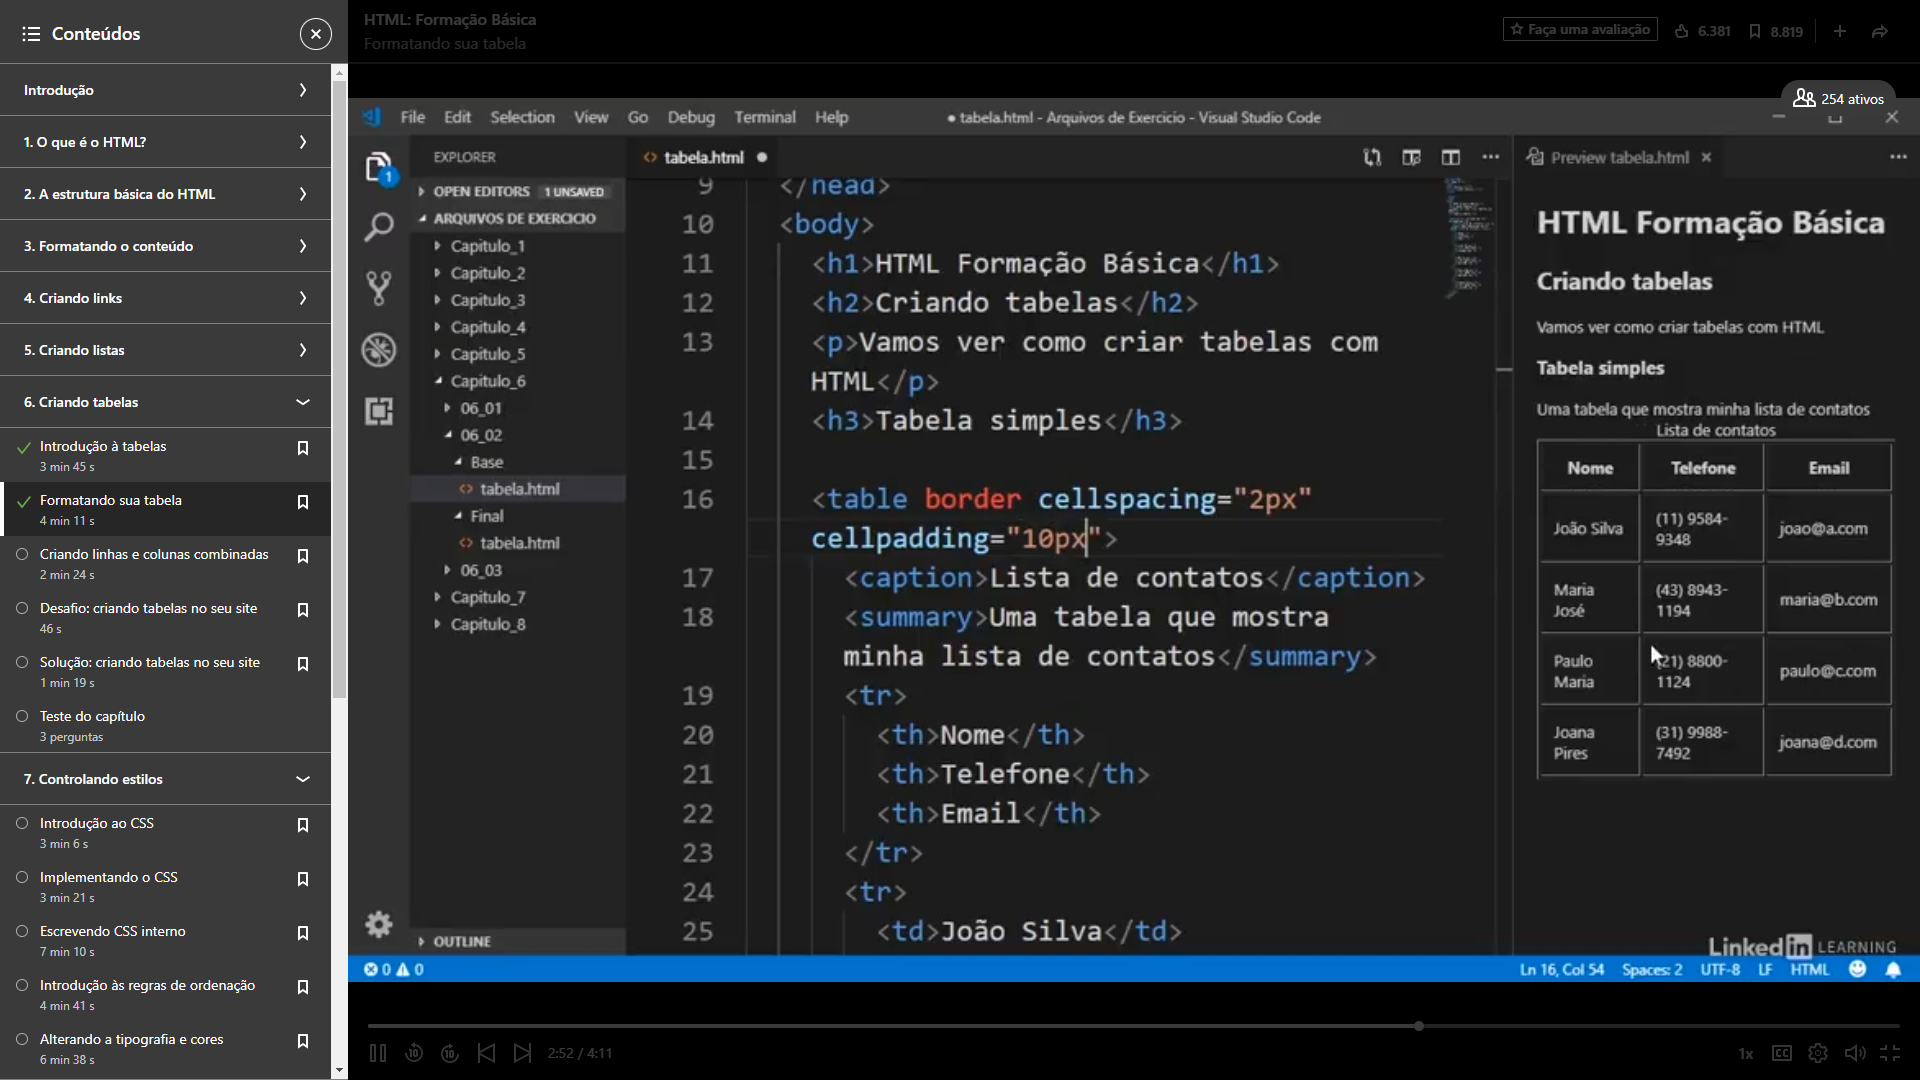 Conteúdos
Introdução
1. O que é o HTML?
2. A estrutura básica do HTML
3. Formatando o conteúdo
4. Criando links
5. Criando listas
6. Criando tabelas
Introdução à tabelas
3 min 45 s
Formatando sua tabela
4 min 11 s
Criando linhas e colunas combinadas
2 min 24 s
Desafio: criando tabelas no seu site
46 s
Solução: criando tabelas no seu site
1 min 19 s
Teste do capítulo
3 perguntas
7. Controlando estilos
Introdução ao CSS
3 min 6 s
Implementando o CSS
3 min 21 s
Escrevendo CSS interno
7 min 10 s
Introdução às regras de ordenação
4 min 41 s
Alterando a tipografia e cores
6 min 38 s
HTML: Formação Básica
Formatando sua tabela
Faça uma avaliação
6.381
8.819
254 ativos
File Edit Selection View Go Debug Terminal Help
● tabela.html - Arquivos de Exercicio - Visual Studio Code
1
EXPLORER
OPEN EDITORS 1 UNSAVED
ARQUIVOS DE EXERCICIO
Capitulo_1
Capitulo_2
Capitulo_3
Capitulo_4
Capitulo_5
Capitulo_6
06_01
06_02
Base
tabela.html
Final
tabela.html
06_03
Capitulo_7
Capitulo_8
OUTLINE
tabela.html
9 </head>
10 <body>
11 <h1>HTML Formação Básica</h1>
12 <h2>Criando tabelas</h2>
13 <p>Vamos ver como criar tabelas com
HTML</p>
14 <h3>Tabela simples</h3>
15
16 <table border cellspacing="2px"
cellpadding="10px">
17 <caption>Lista de contatos</caption>
18 <summary>Uma tabela que mostra
minha lista de contatos</summary>
19 <tr>
20 <th>Nome</th>
21 <th>Telefone</th>
22 <th>Email</th>
23 </tr>
24 <tr>
25 <td>João Silva</td>
Preview tabela.html
HTML Formação Básica
Criando tabelas
Vamos ver como criar tabelas com HTML
Tabela simples
Uma tabela que mostra minha lista de contatos
Lista de contatos
Nome Telefone Email
João Silva (11) 9584-9348 joao@a.com
Maria José (43) 8943-1194 maria@b.com
Paulo Maria (21) 8800-1124 paulo@c.com
Joana Pires (31) 9988-7492 joana@d.com
Linked in LEARNING
0 0
Ln 16, Col 54 Spaces: 2 UTF-8 LF HTML
10 10 2:52 / 4:11
1x CC